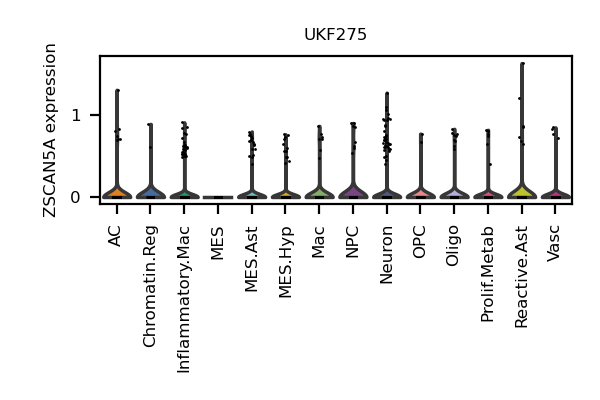 UKF275
ZSCAN5A expression
1
0
AC
Chromatin.Reg
Inflammatory.Mac
MES
MES.Ast
MES.Hyp
Mac
NPC
Neuron
OPC
Oligo
Prolif.Metab
Reactive.Ast
Vasc